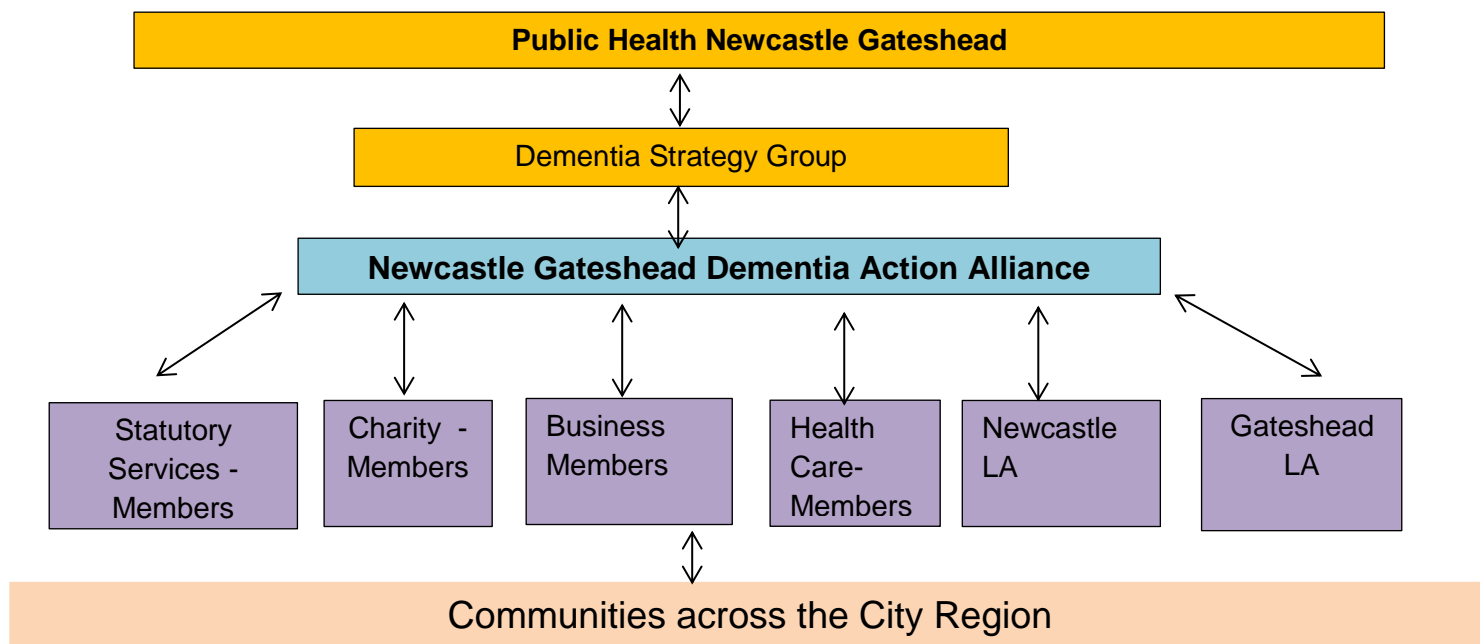 Public Health Newcastle Gateshead
Dementia Strategy Group
Newcastle Gateshead Dementia Action Alliance
Statutory
Services -
Members
Charity -
Members
Business
Members
Health
Care-
Members
Newcastle
LA
Gateshead
LA
Communities across the City Region